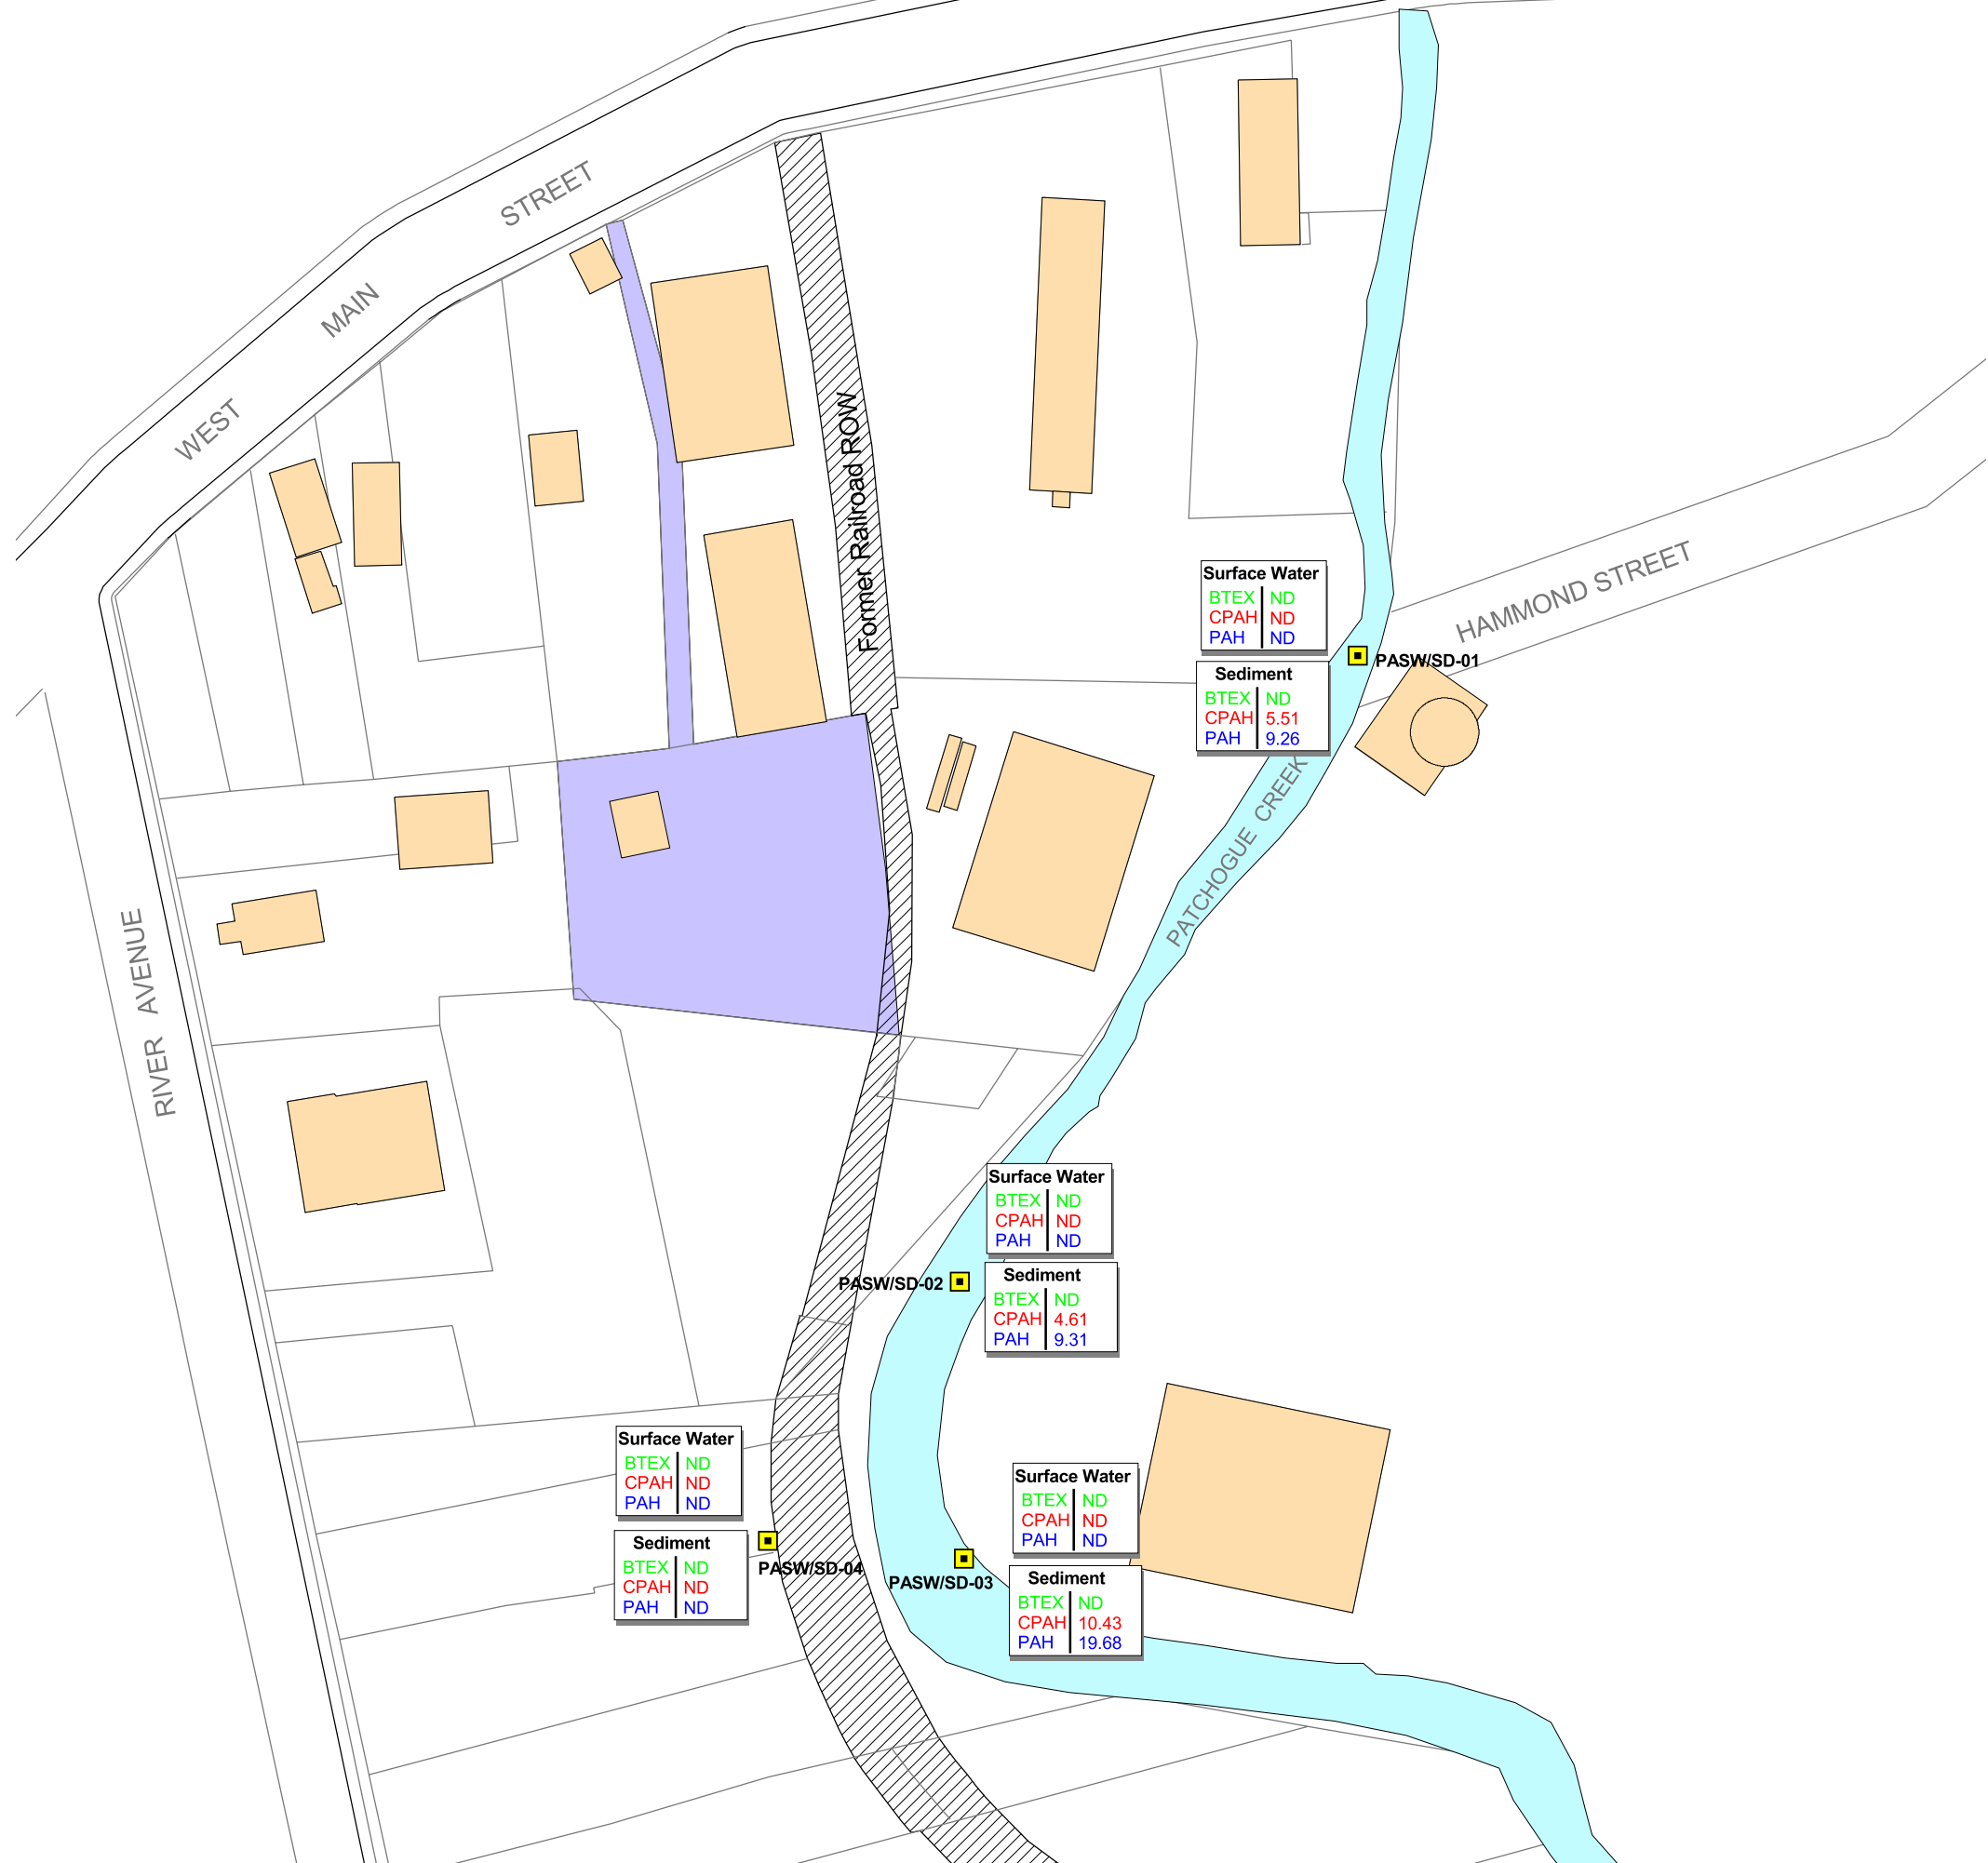 STREET
MAIN
WEST
Former Railroad ROW
HAMMOND STREET
Surface Water
BTEX ND
CPAH ND
PAH ND
PASW/SD-01
Sediment
BTEX ND
CPAH 5.51
PAH 9.26
PATCHOGUE CREEK
RIVER AVENUE
Surface Water
BTEX ND
CPAH ND
PAH ND
PASW/SD-02
Sediment
BTEX ND
CPAH 4.61
PAH 9.31
Surface Water
BTEX ND
CPAH ND
PAH ND
Sediment
BTEX ND
CPAH ND
PAH ND
PASW/SD-04
Surface Water
BTEX ND
CPAH ND
PAH ND
PASW/SD-03
Sediment
BTEX ND
CPAH 10.43
PAH 19.68